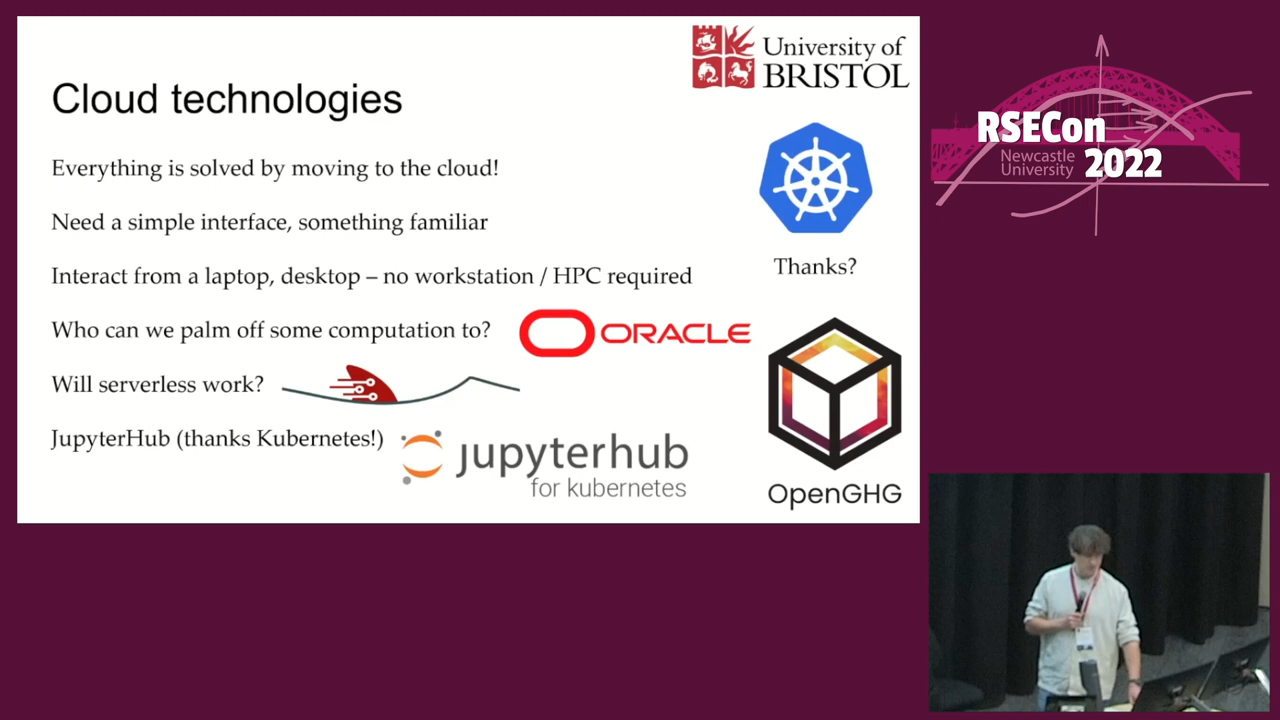 University of
BRISTOL
Cloud technologies
Everything is solved by moving to the cloud!
Need a simple interface, something familiar
Interact from a laptop, desktop – no workstation / HPC required
Thanks?
Who can we palm off some computation to?
ORACLE
Will serverless work?
JupyterHub (thanks Kubernetes!)
jupyterhub
for kubernetes
OpenGHG
RSECon
Newcastle
University
2022